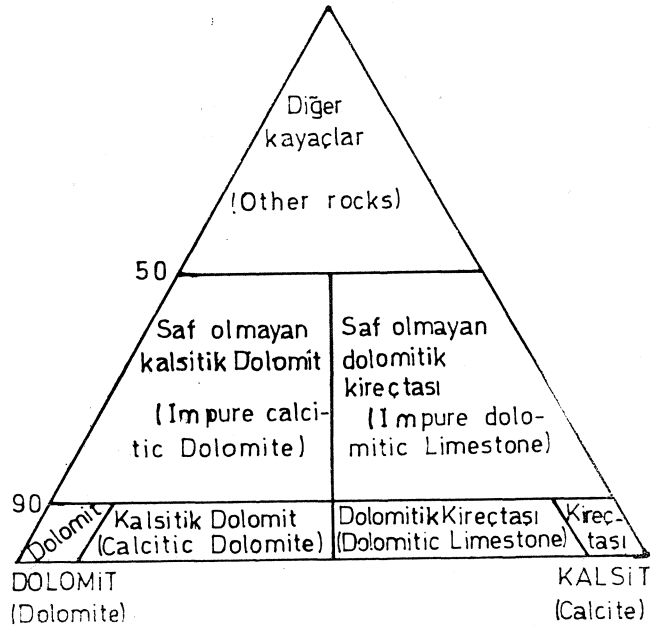 Diğer
kayaçlar
(Other rocks)
50
Saf olmayan
kalsitik Dolomit
(Impure calci-
tic Dolomite)
Saf olmayan
dolomitik
kireçtası
(Impure dolo-
mitic Limestone)
90
Dolomit
Kalsitik Dolomit
(Calcitic Dolomite)
Dolomitik Kireçtaşı
(Dolomitic Limestone)
Kireç-
taşı
DOLOMİT
(Dolomite)
KALSİT
(Calcite)